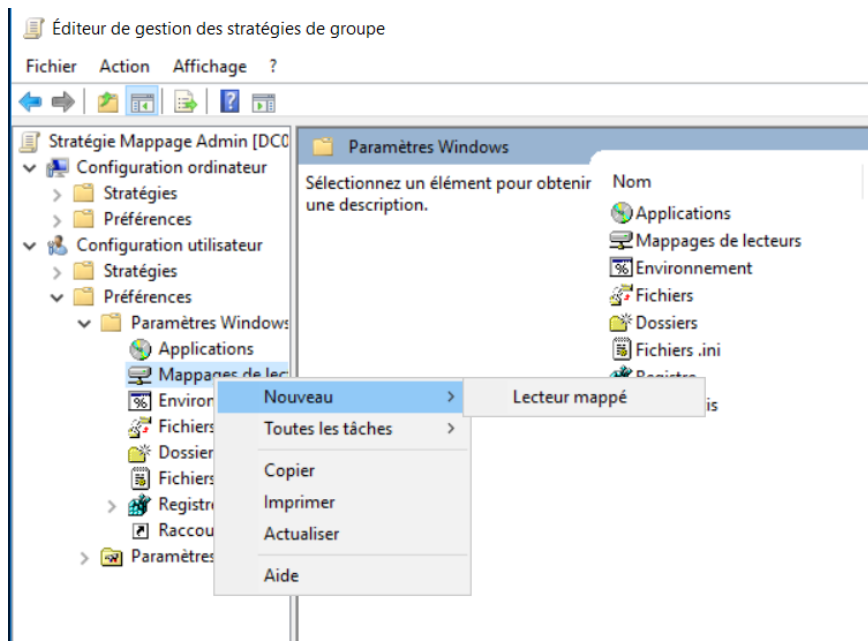 Éditeur de gestion des stratégies de groupe
Fichier Action Affichage ?
Stratégie Mappage Admin [DC0
Configuration ordinateur
Stratégies
Préférences
Configuration utilisateur
Stratégies
Préférences
Paramètres Windows
Applications
Mappages de lec
Environ
Fichiers
Dossier
Fichiers
Registr
Raccou
Paramètres
Nouveau
Toutes les tâches
Copier
Imprimer
Actualiser
Aide
Lecteur mappé
Paramètres Windows
Sélectionnez un élément pour obtenir
une description.
Nom
Applications
Mappages de lecteurs
Environnement
Fichiers
Dossiers
Fichiers .ini
Registre
is